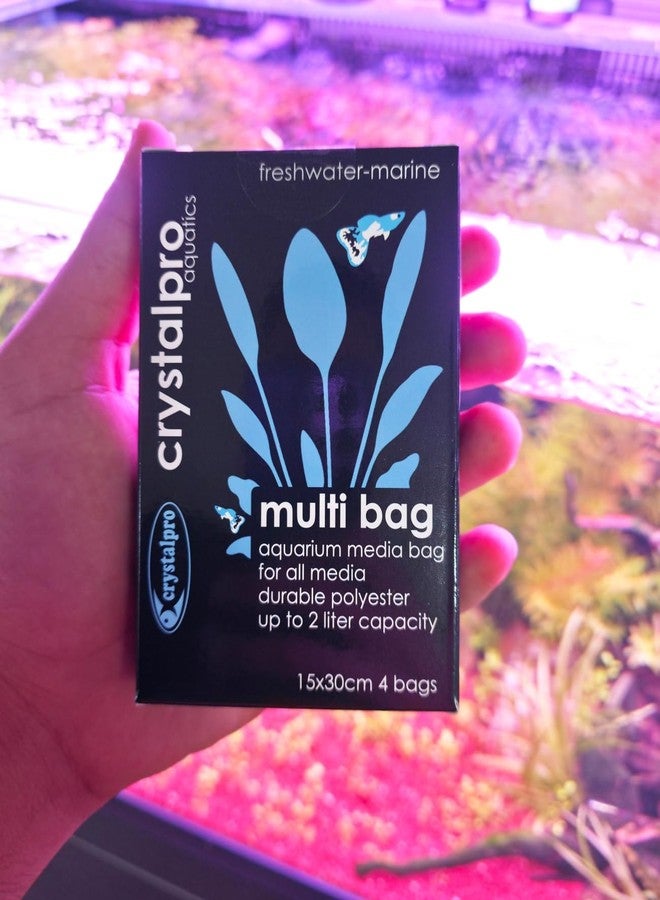 freshwater-marine
crystalpro
aquatics
crystalpro
multi bag
aquarium media bag
for all media
durable polyester
up to 2 liter capacity
15x30cm 4 bags